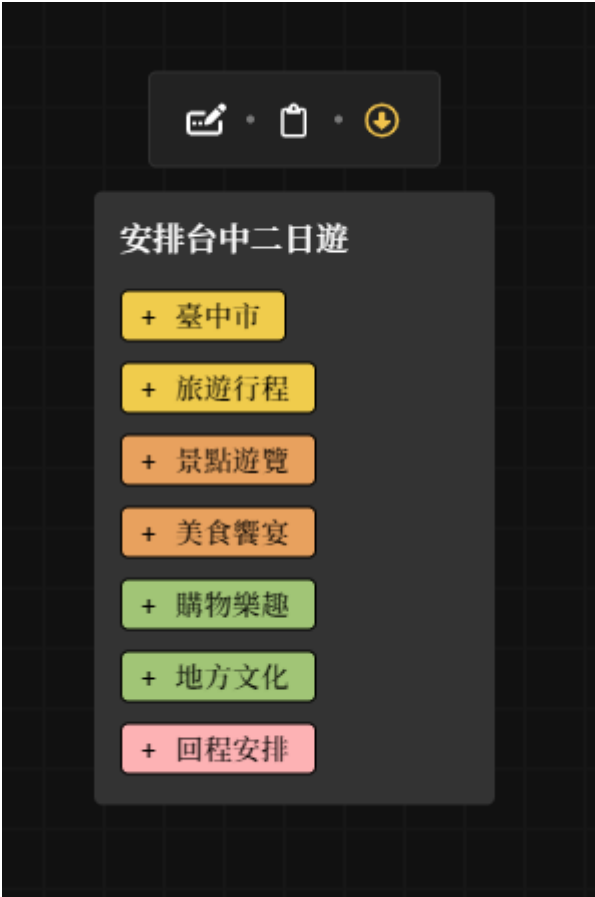 安排台中二日遊
+ 臺中市
+ 旅遊行程
+ 景點遊覽
+ 美食饗宴
+ 購物樂趣
+ 地方文化
+ 回程安排